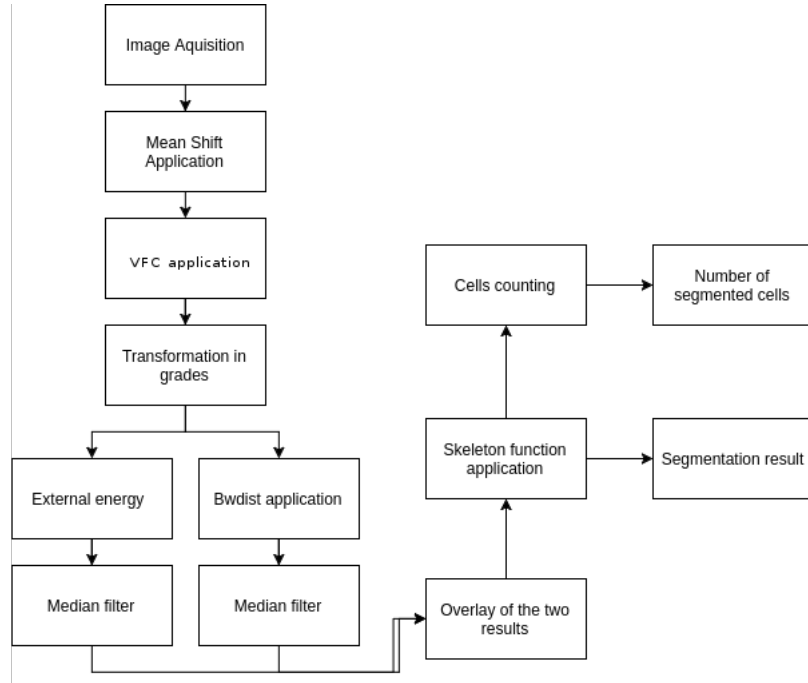 Image Aquisition
Mean Shift
Application
VFC application
Transformation in
grades
External energy
Bwdist application
Median filter
Median filter
Overlay of the two
results
Skeleton function
application
Segmentation result
Cells counting
Number of
segmented cells